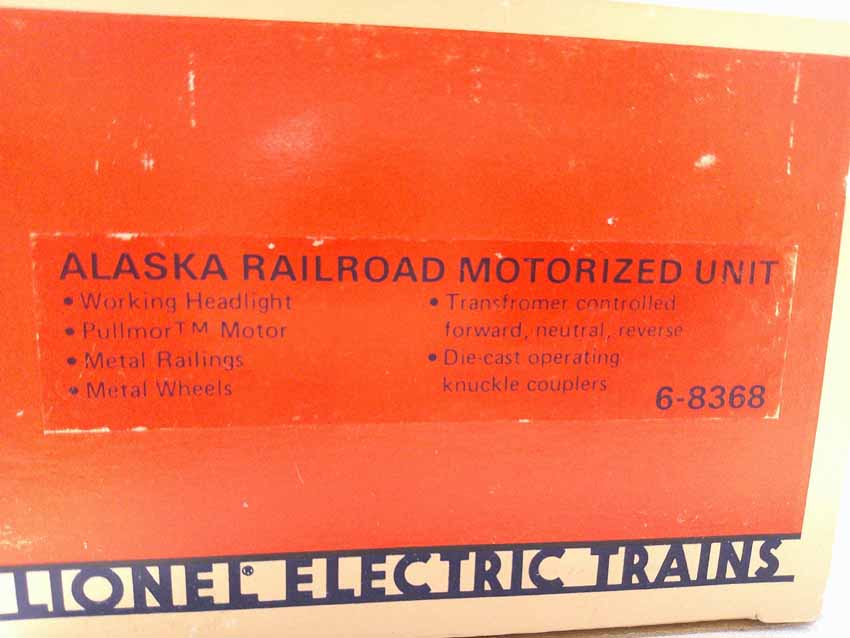 ALASKA RAILROAD MOTORIZED UNIT
• Working Headlight
• Pullmor™ Motor
• Metal Railings
• Metal Wheels
• Transfromer controlled
forward, neutral, reverse
• Die-cast operating
knuckle couplers
6-8368
LIONEL® ELECTRIC TRAINS